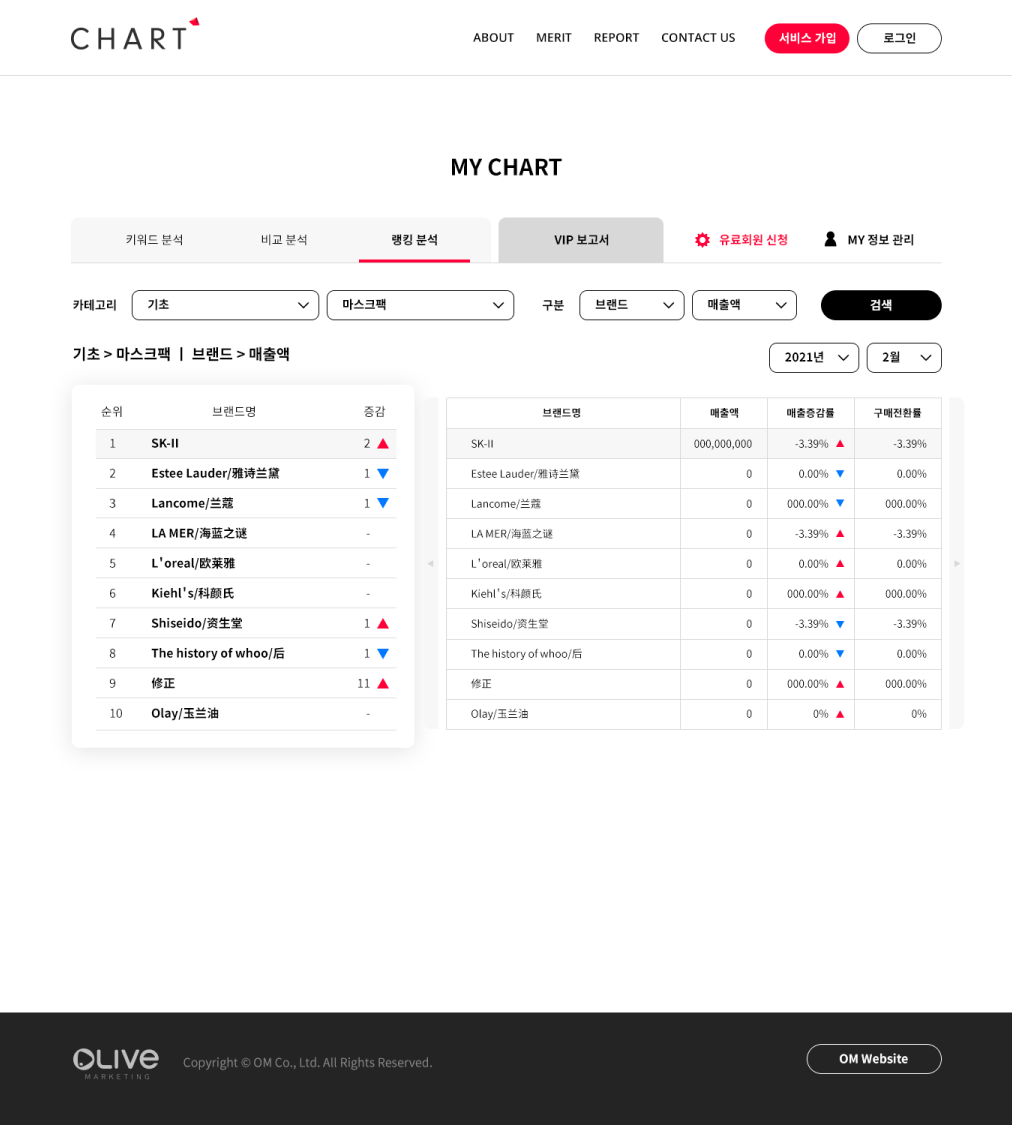 CHART
ABOUT MERIT REPORT CONTACT US 서비스 가입 로그인
MY CHART
키워드 분석 비교 분석 랭킹 분석 VIP 보고서 유료회원 신청 MY 정보 관리
카테고리 기초 마스크팩 구분 브랜드 매출액 검색
기초 > 마스크팩 | 브랜드 > 매출액
2021년 2월
순위 브랜드명 증감
1 SK-II 2 ▲
2 Estee Lauder/雅诗兰黛 1 ▼
3 Lancome/兰蔻 1 ▼
4 LA MER/海蓝之谜 -
5 L'oreal/欧莱雅 -
6 Kiehl's/科颜氏 -
7 Shiseido/资生堂 1 ▲
8 The history of whoo/后 1 ▼
9 修正 11 ▲
10 Olay/玉兰油 -
브랜드명 매출액 매출증감률 구매전환률
SK-II 000,000,000 -3.39% ▲ -3.39%
Estee Lauder/雅诗兰黛 0 0.00% ▼ 0.00%
Lancome/兰蔻 0 000.00% ▼ 000.00%
LA MER/海蓝之谜 0 -3.39% ▲ -3.39%
L'oreal/欧莱雅 0 0.00% ▲ 0.00%
Kiehl's/科颜氏 0 000.00% ▲ 000.00%
Shiseido/资生堂 0 -3.39% ▼ -3.39%
The history of whoo/后 0 0.00% ▼ 0.00%
修正 0 000.00% ▲ 000.00%
Olay/玉兰油 0 0% ▲ 0%
OLIVE
MARKETING
Copyright © OM Co., Ltd. All Rights Reserved.
OM Website